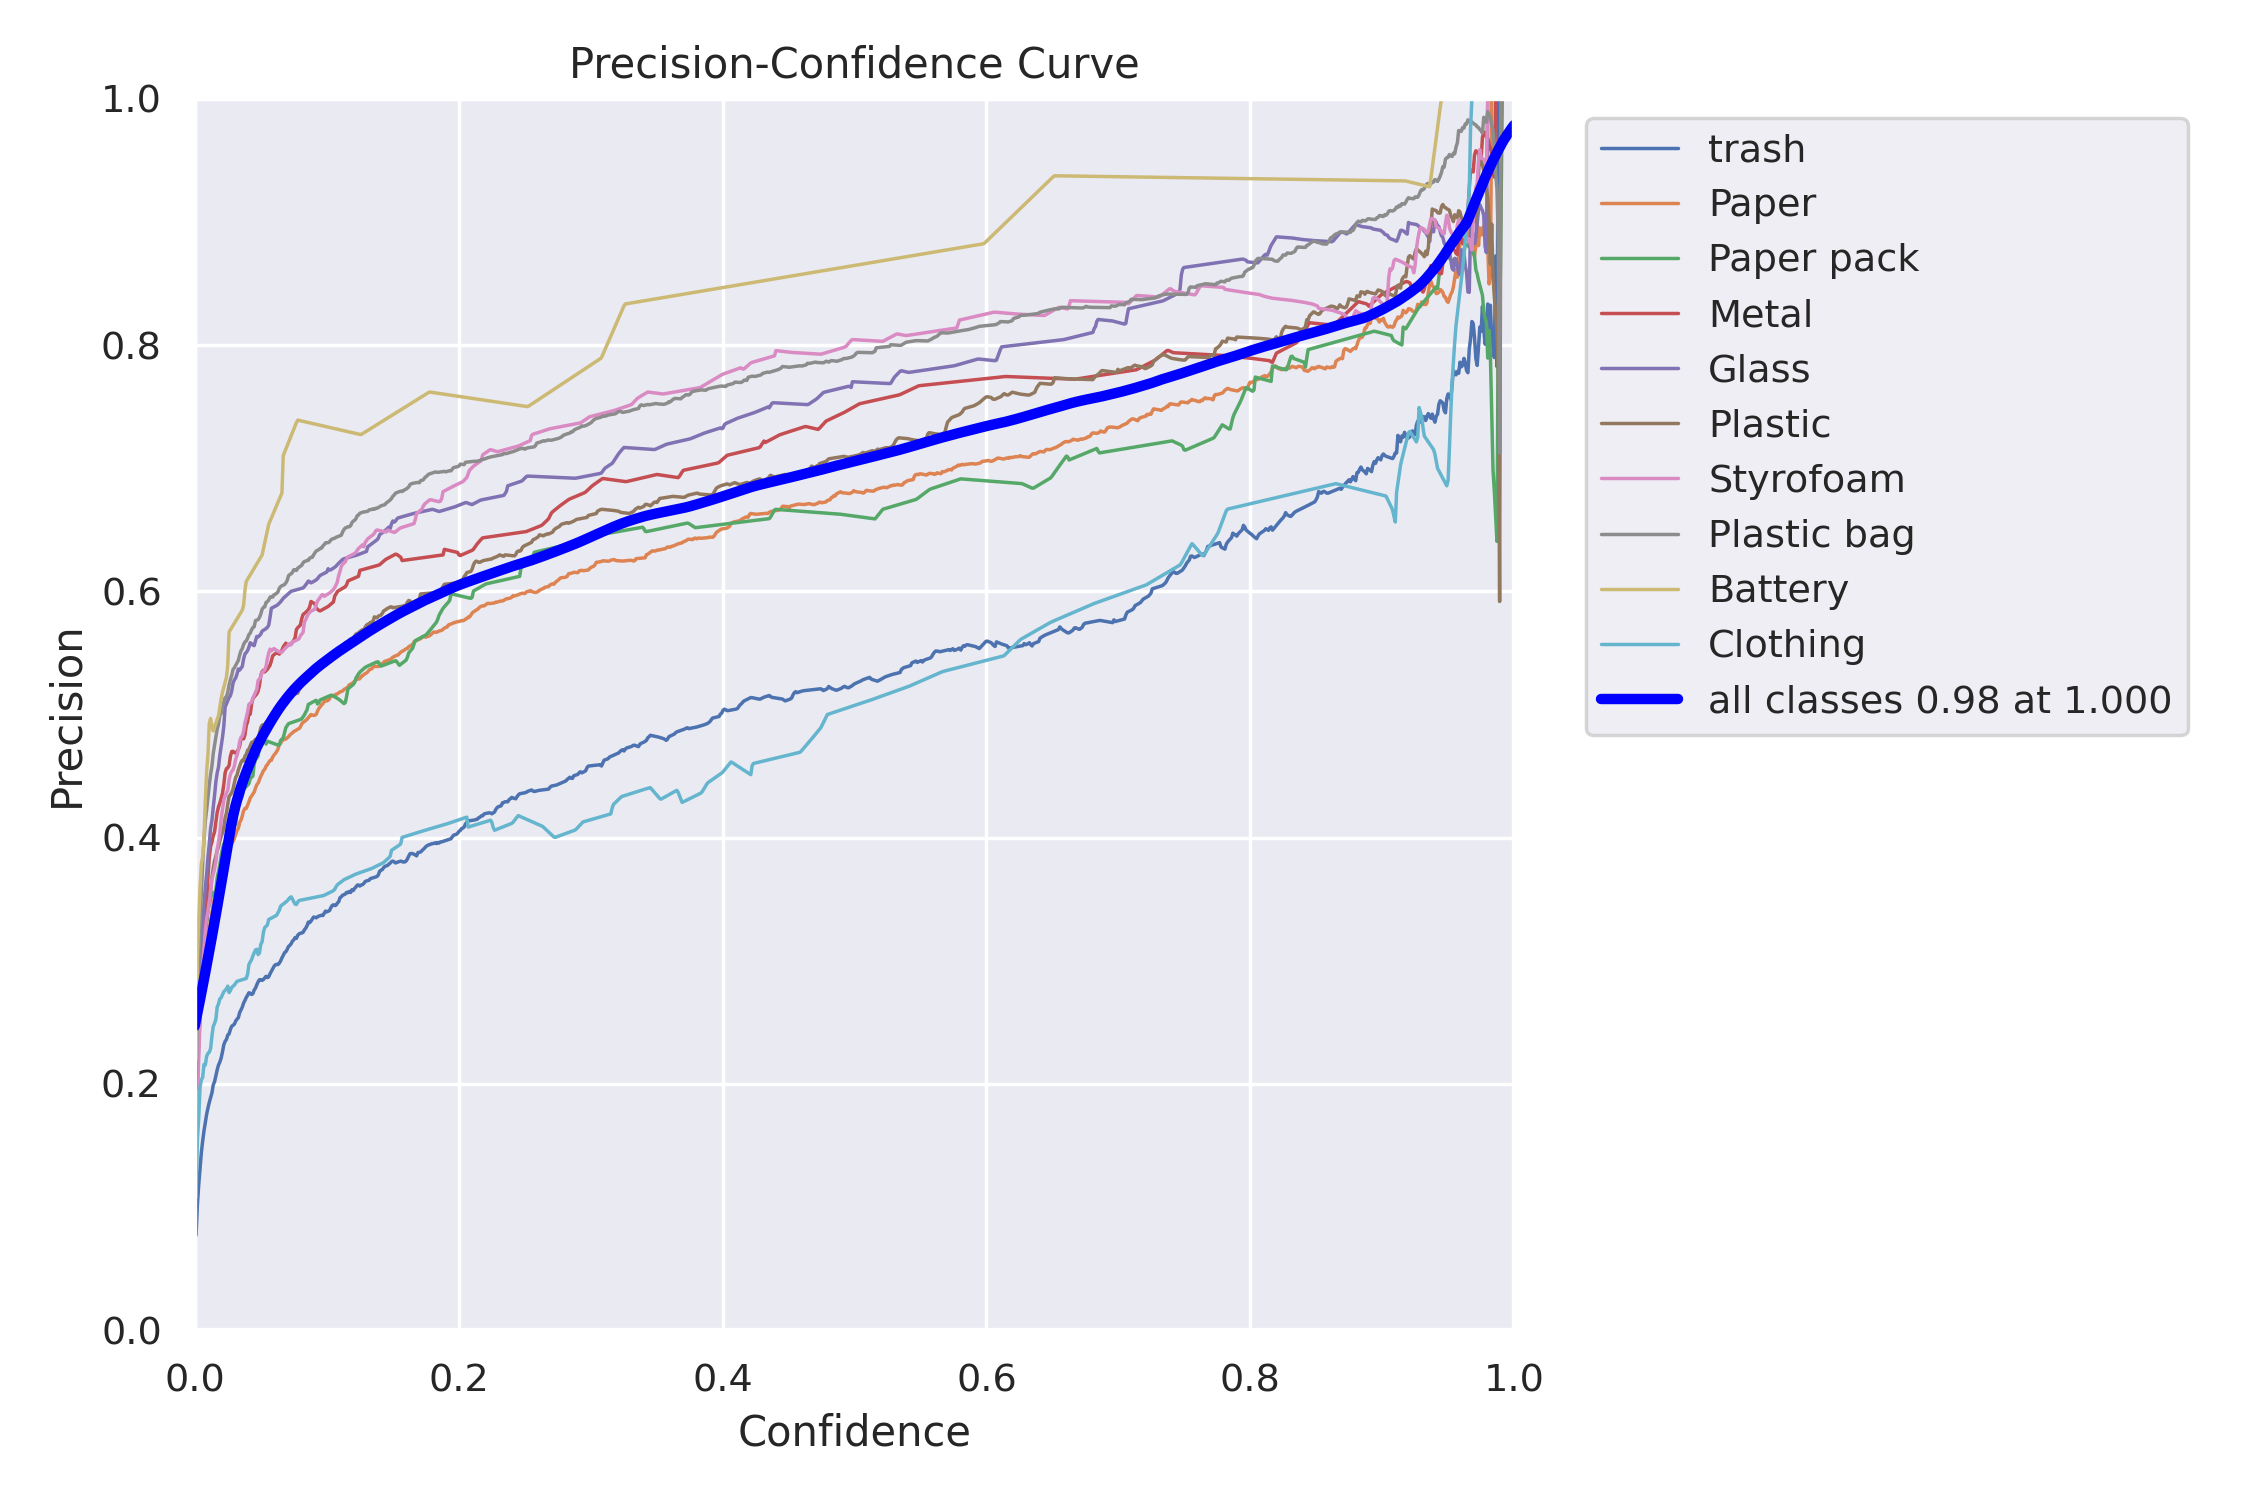 Precision-Confidence Curve
1.0
0.8
0.6
0.4
0.2
0.0
Precision
0.0 0.2 0.4 0.6 0.8 1.0
Confidence
trash
Paper
Paper pack
Metal
Glass
Plastic
Styrofoam
Plastic bag
Battery
Clothing
all classes 0.98 at 1.000